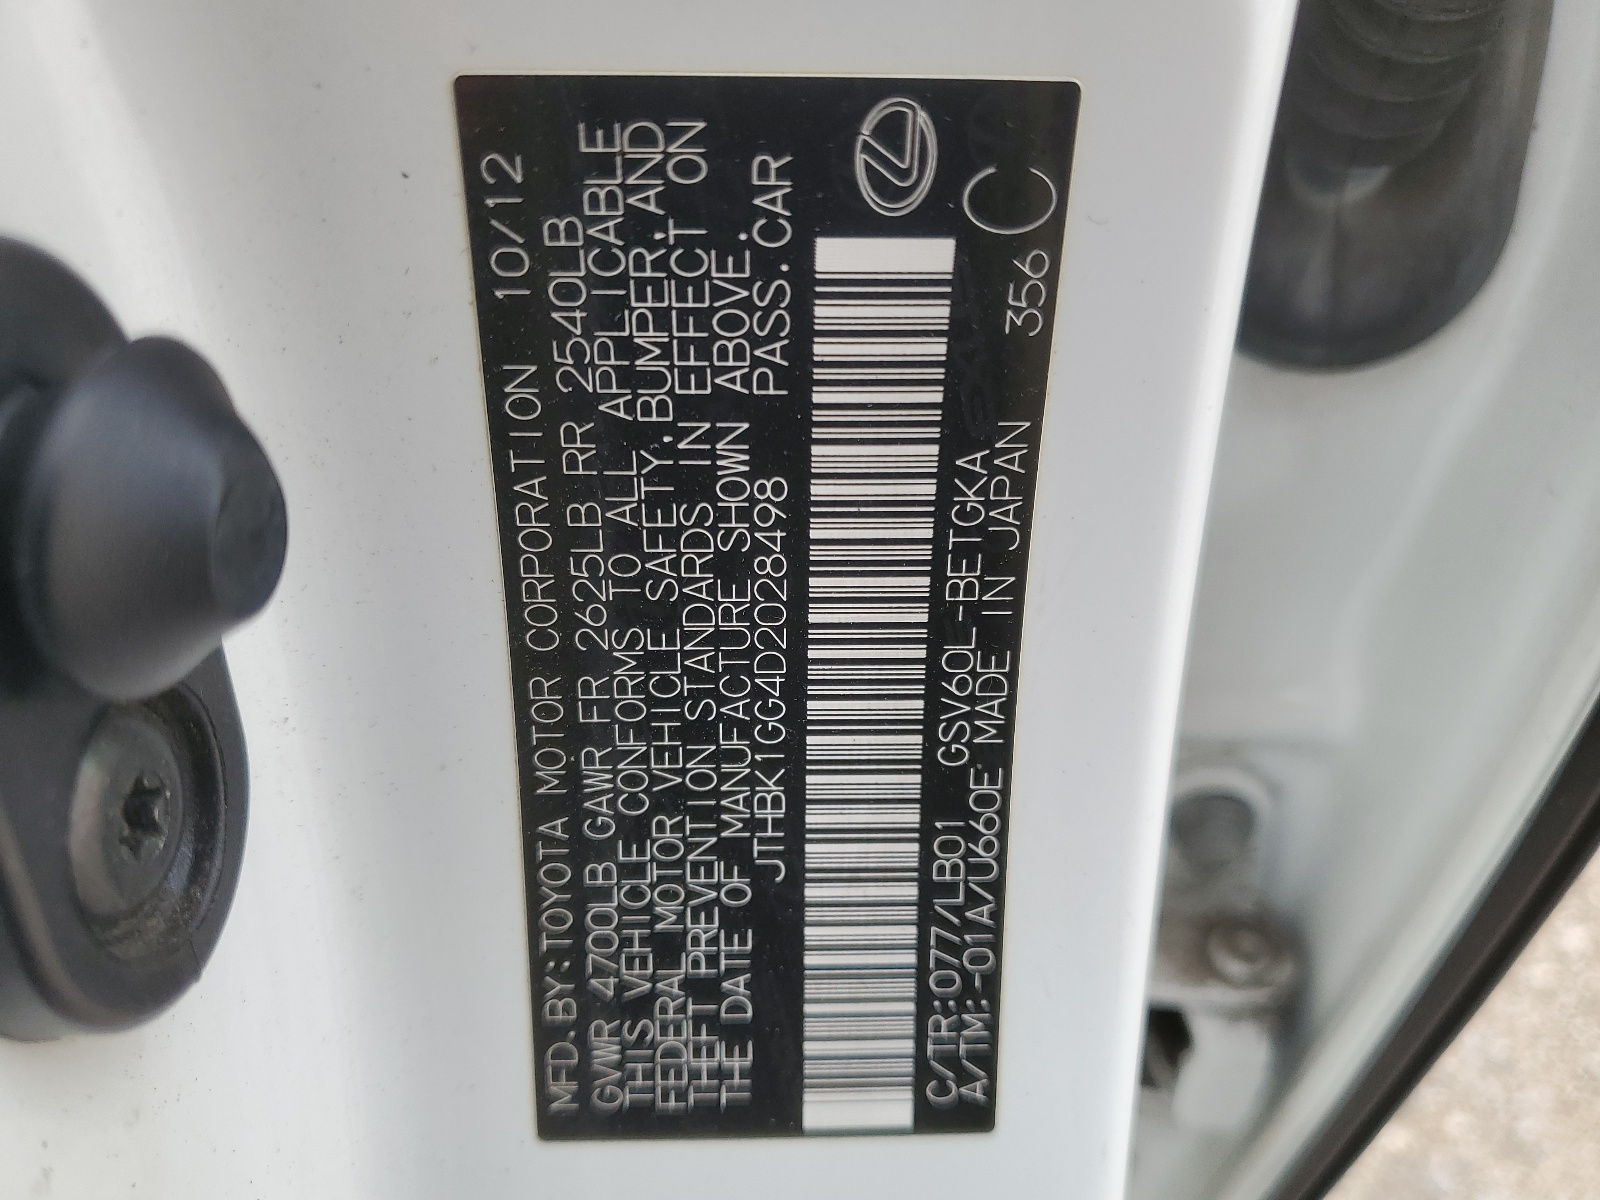 MFD.BY:TOYOTA MOTOR CORPORATION 10/12
GVWR 4700LB GAWR FR 2625LB RR 2540LB
THIS VEHICLE CONFORMS TO ALL APPLICABLE
FEDERAL MOTOR VEHICLE SAFETY.BUMPER.AND
THEFT PREVENTION STANDARDS IN EFFECT ON
THE DATE OF MANUFACTURE SHOWN ABOVE.
JTHBK1GG4D2028498 PASS.CAR
C/TR:077/LB01 GSV60L-BETGKA
A/TM:-01A/U660E MADE IN JAPAN 356 C